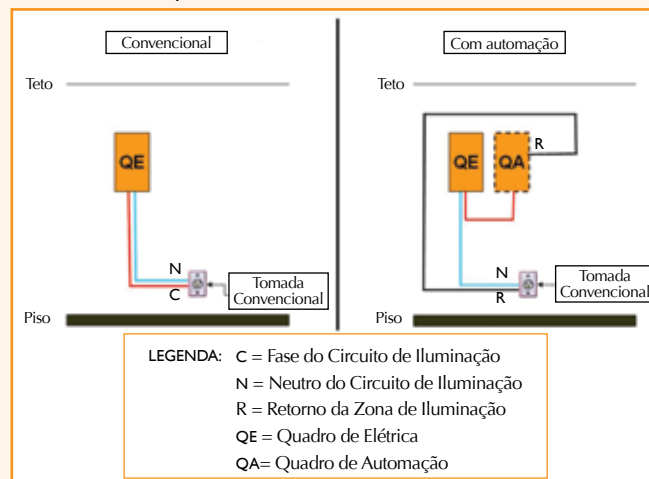 Convencional
Com automação
Teto
Teto
QE
QE
QA
R
N
C
Tomada
Convencional
N
R
Tomada
Convencional
Piso
Piso
LEGENDA: C = Fase do Circuito de Iluminação
N = Neutro do Circuito de Iluminação
R = Retorno da Zona de Iluminação
QE = Quadro de Elétrica
QA= Quadro de Automação